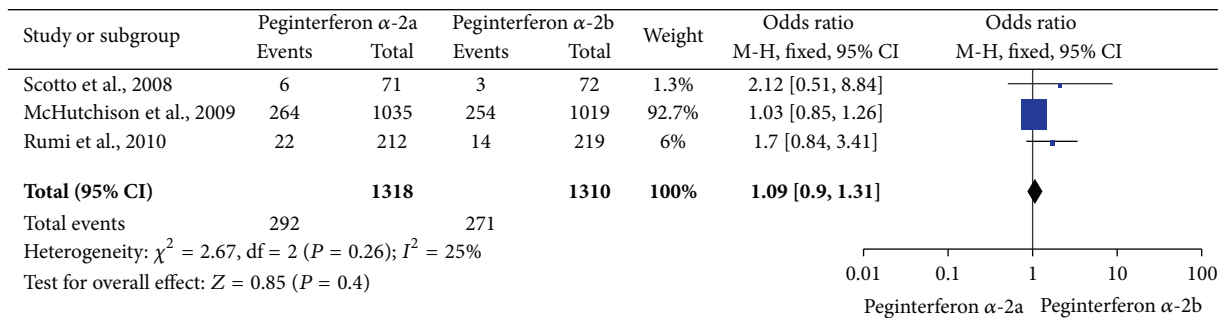 Study or subgroup Peginterferon α-2a Peginterferon α-2b Weight Odds ratio Odds ratio
Events Total Events Total M-H, fixed, 95% CI M-H, fixed, 95% CI
Scotto et al., 2008 6 71 3 72 1.3% 2.12 [0.51, 8.84]
McHutchison et al., 2009 264 1035 254 1019 92.7% 1.03 [0.85, 1.26]
Rumi et al., 2010 22 212 14 219 6% 1.7 [0.84, 3.41]
Total (95% CI) 1318 1310 100% 1.09 [0.9, 1.31]
Total events 292 271
Heterogeneity: χ² = 2.67, df = 2 (P = 0.26); I² = 25%
Test for overall effect: Z = 0.85 (P = 0.4)
0.01 0.1 1 10 100
Peginterferon α-2a Peginterferon α-2b